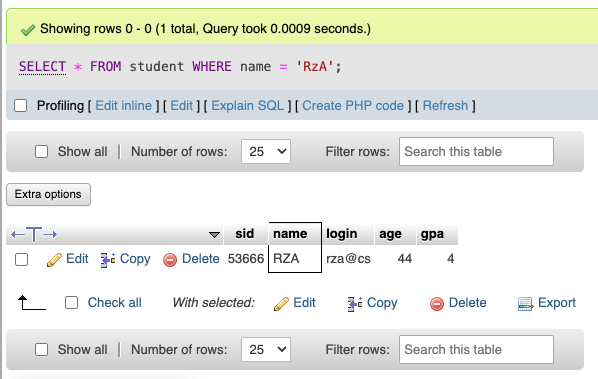 Showing rows 0 - 0 (1 total, Query took 0.0009 seconds.)
SELECT * FROM student WHERE name = 'RzA';
Profiling [ Edit inline ] [ Edit ] [ Explain SQL ] [ Create PHP code ] [ Refresh ]
Show all | Number of rows: 25 Filter rows: Search this table
Extra options
←T→ sid name login age gpa
Edit Copy Delete 53666 RZA rza@cs 44 4
Check all With selected: Edit Copy Delete Export
Show all | Number of rows: 25 Filter rows: Search this table